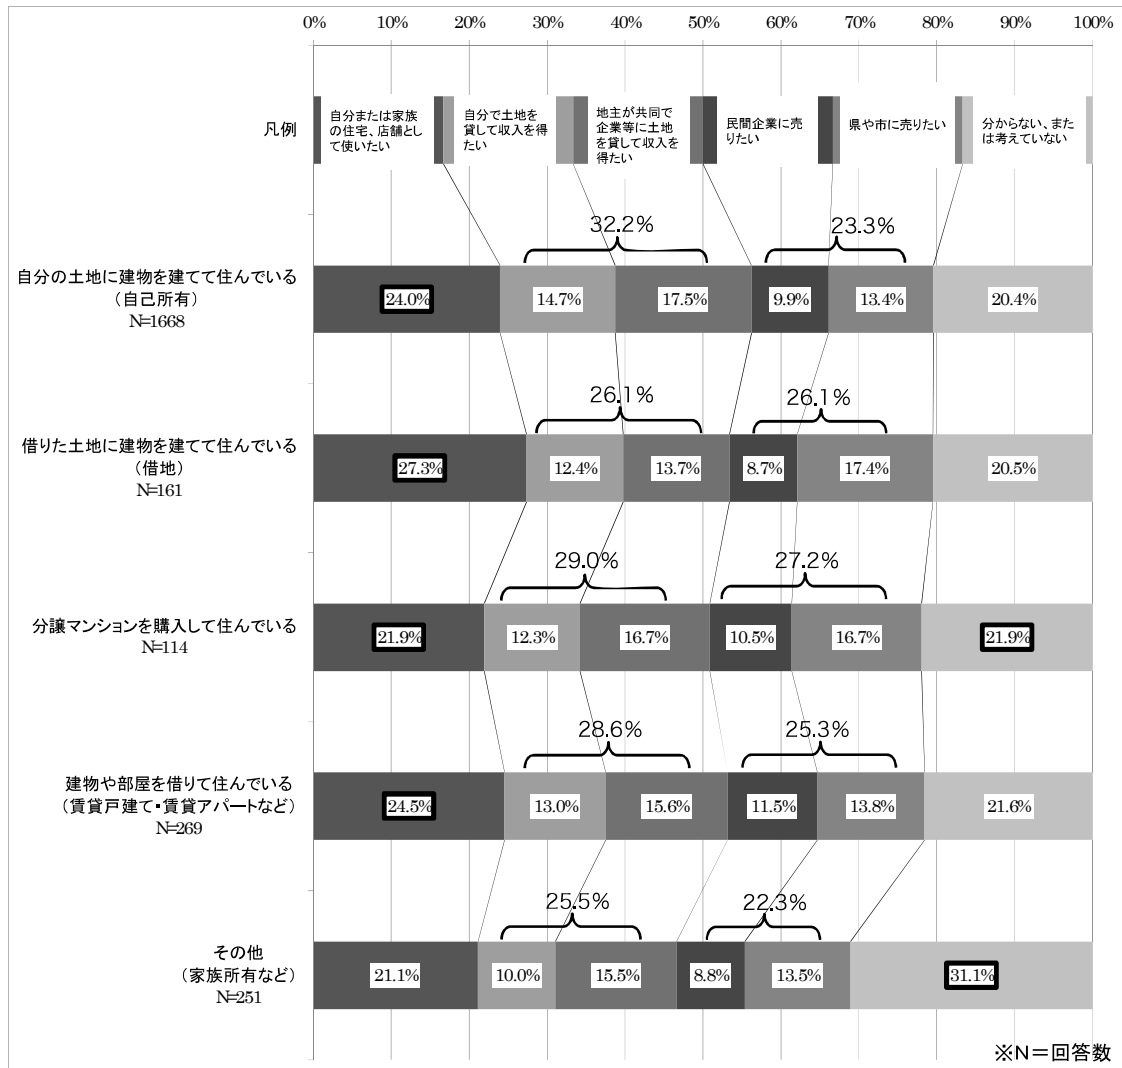 0% 10% 20% 30% 40% 50% 60% 70% 80% 90% 100%
凡例
自分または家族
の住宅、店舗とし
て使いたい
自分で土地を
貸して収入を得
たい
地主が共同で
企業等に土地
を貸して収入を
得たい
民間企業に売
りたい
県や市に売りたい
分からない、また
は考えていない
32.2% 23.3%
自分の土地に建物を建てて住んでいる
（自己所有）
N=1668
24.0% 14.7% 17.5% 9.9% 13.4% 20.4%
26.1% 26.1%
借りた土地に建物を建てて住んでいる
（借地）
N=161
27.3% 12.4% 13.7% 8.7% 17.4% 20.5%
29.0% 27.2%
分譲マンションを購入して住んでいる
N=114
21.9% 12.3% 16.7% 10.5% 16.7% 21.9%
28.6% 25.3%
建物や部屋を借りて住んでいる
（賃貸戸建て・賃貸アパートなど）
N=269
24.5% 13.0% 15.6% 11.5% 13.8% 21.6%
25.5% 22.3%
その他
（家族所有など）
N=251
21.1% 10.0% 15.5% 8.8% 13.5% 31.1%
※N＝回答数